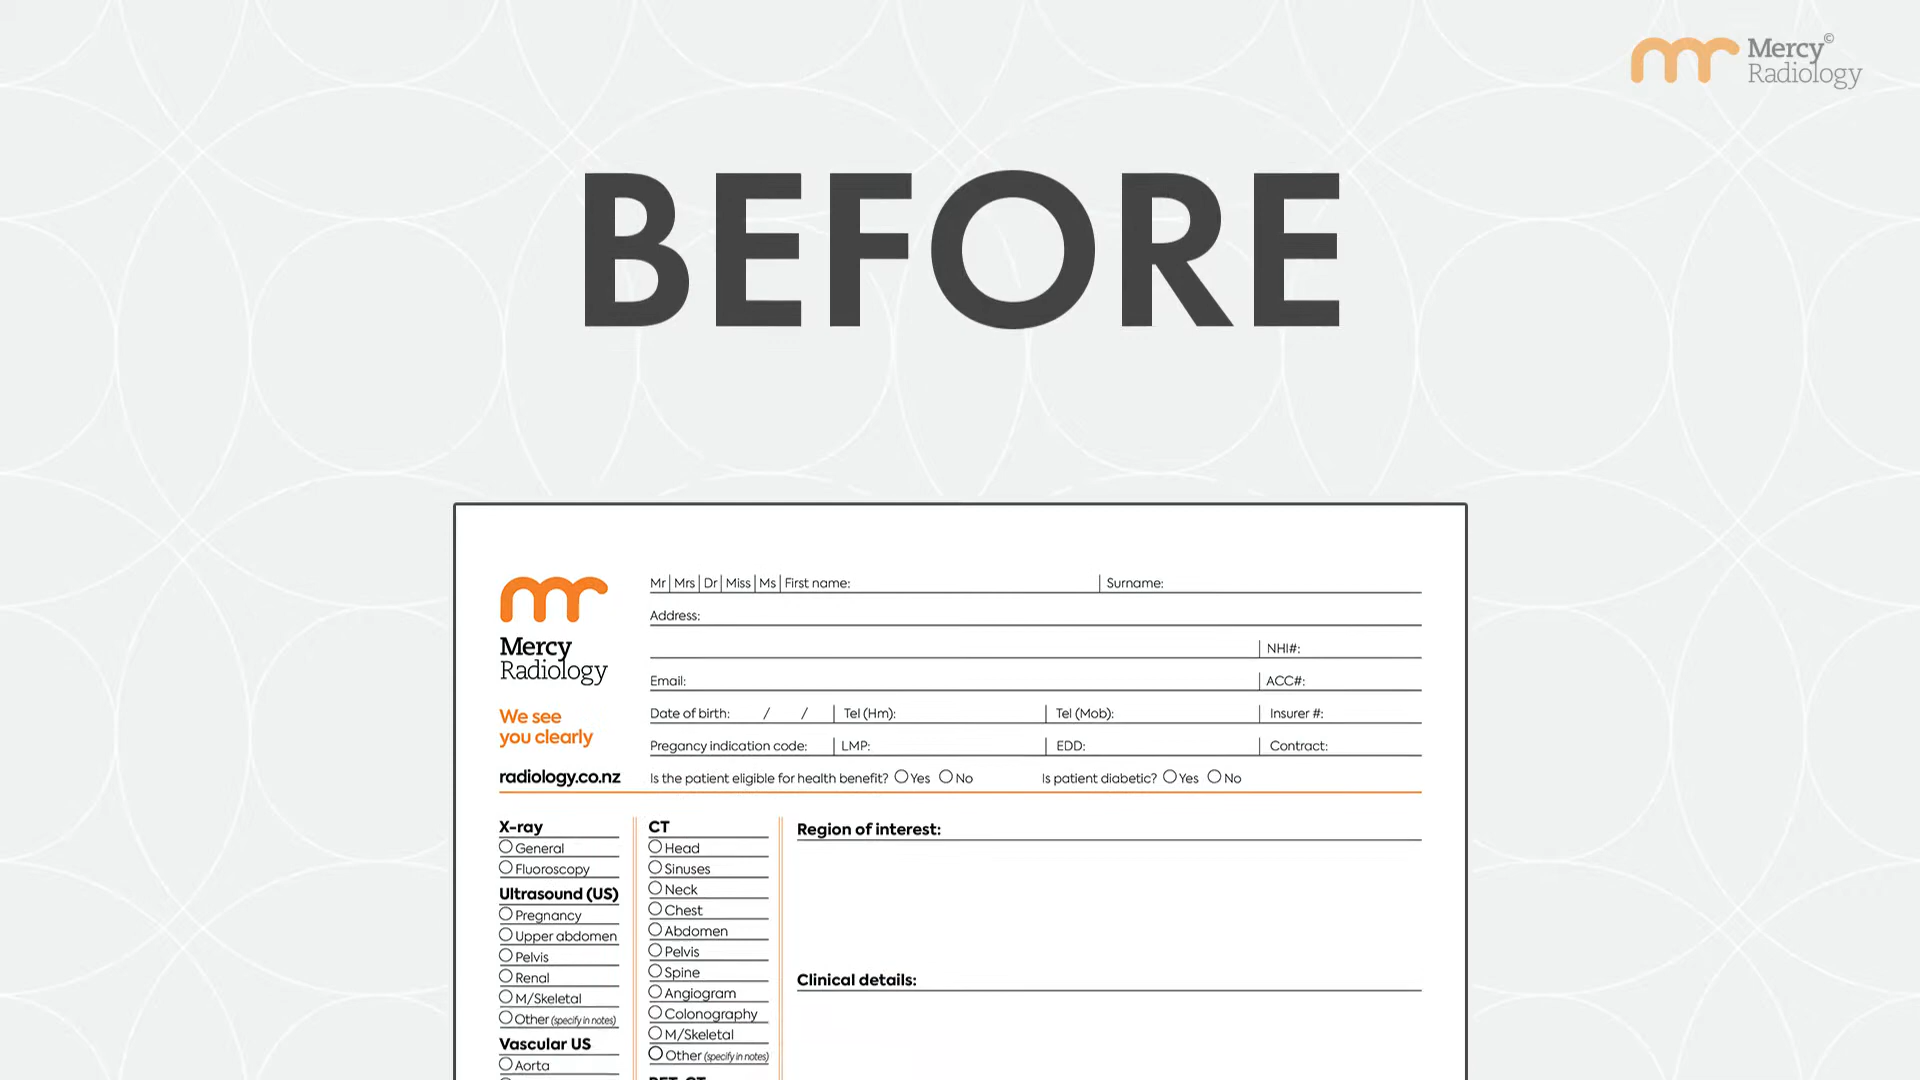 Mercy©
Radiology
BEFORE
Mercy
Radiology
We see
you clearly
radiology.co.nz
Mr | Mrs | Dr | Miss | Ms | First name: | Surname:
Address:
NHI#:
Email: | ACC#:
Date of birth: / / | Tel (Hm): | Tel (Mob): | Insurer #:
Pregancy indication code: | LMP: | EDD: | Contract:
Is the patient eligible for health benefit? Yes No Is patient diabetic? Yes No
X-ray
General
Fluoroscopy
Ultrasound (US)
Pregnancy
Upper abdomen
Pelvis
Renal
M/Skeletal
Other (specify in notes)
Vascular US
Aorta
CT
Head
Sinuses
Neck
Chest
Abdomen
Pelvis
Spine
Angiogram
Colonography
M/Skeletal
Other (specify in notes)
Region of interest:
Clinical details: